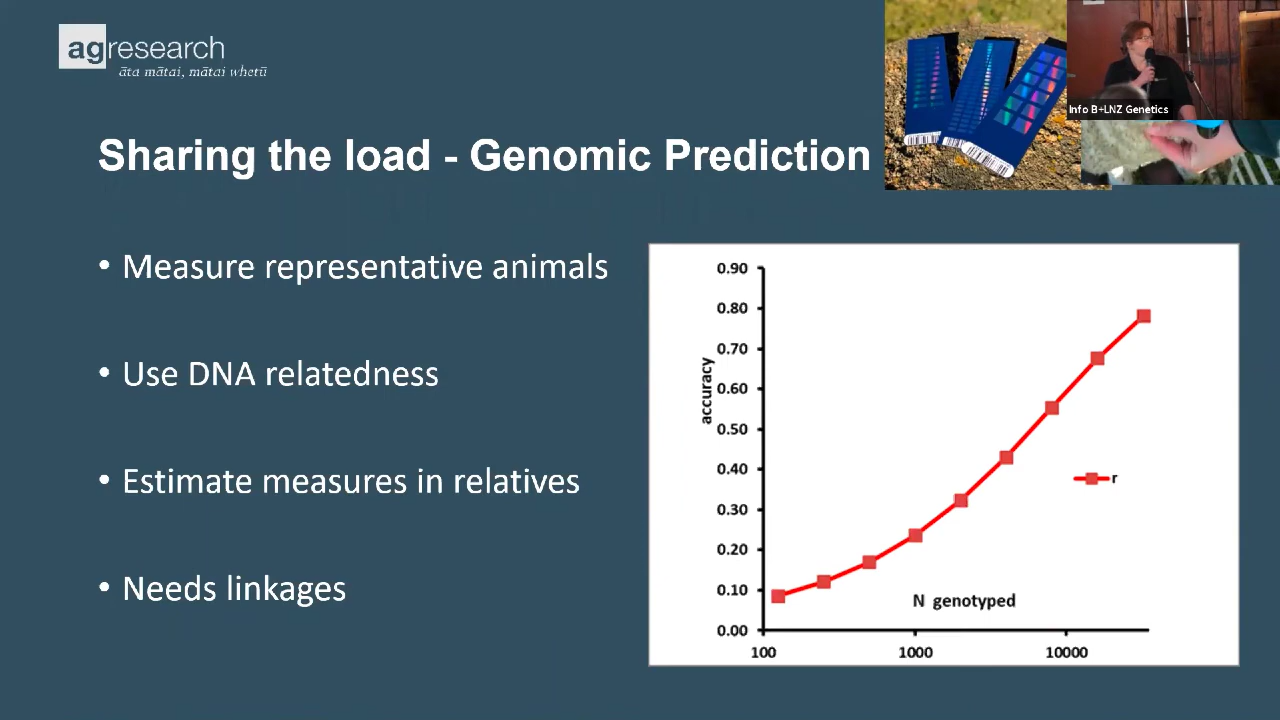 agresearch
āta mātai, mātai whetū
Info B+LNZ Genetics
Sharing the load - Genomic Prediction
• Measure representative animals
• Use DNA relatedness
• Estimate measures in relatives
• Needs linkages
0.90
0.80
0.70
0.60
0.50
0.40
0.30
0.20
0.10
0.00
accuracy
r
N genotyped
100
1000
10000